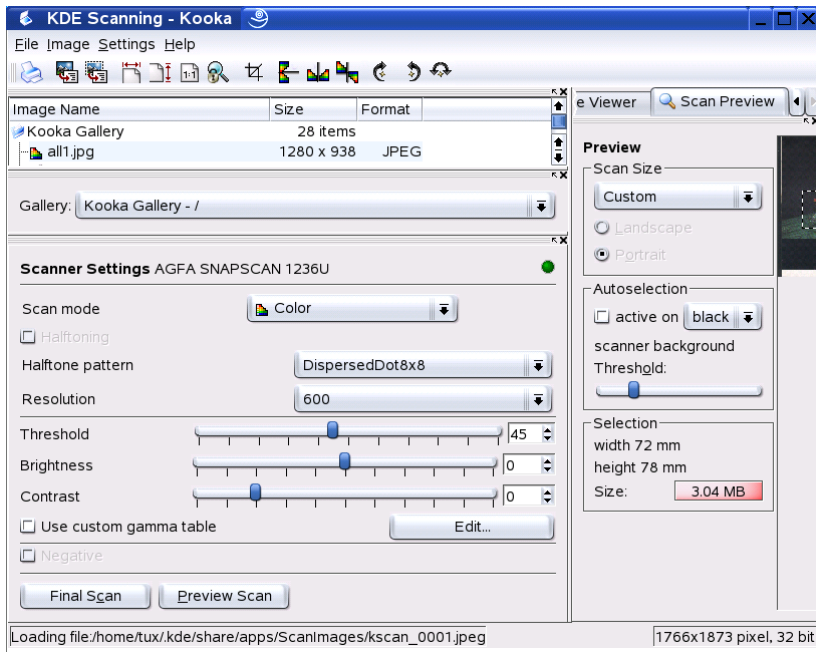 KDE Scanning - Kooka
File Image Settings Help
1:1
Image Name Size Format
Kooka Gallery 28 items
all1.jpg 1280 x 938 JPEG
Gallery: Kooka Gallery - /
Scanner Settings AGFA SNAPSCAN 1236U
Scan mode Color
Halftoning
Halftone pattern DispersedDot8x8
Resolution 600
Threshold 45
Brightness 0
Contrast 0
Use custom gamma table Edit...
Negative
Final Scan Preview Scan
e Viewer Scan Preview
Preview
Scan Size
Custom
Landscape
Portrait
Autoselection
active on black
scanner background
Threshold:
Selection
width 72 mm
height 78 mm
Size: 3.04 MB
Loading file:/home/tux/.kde/share/apps/ScanImages/kscan_0001.jpeg
1766x1873 pixel, 32 bit